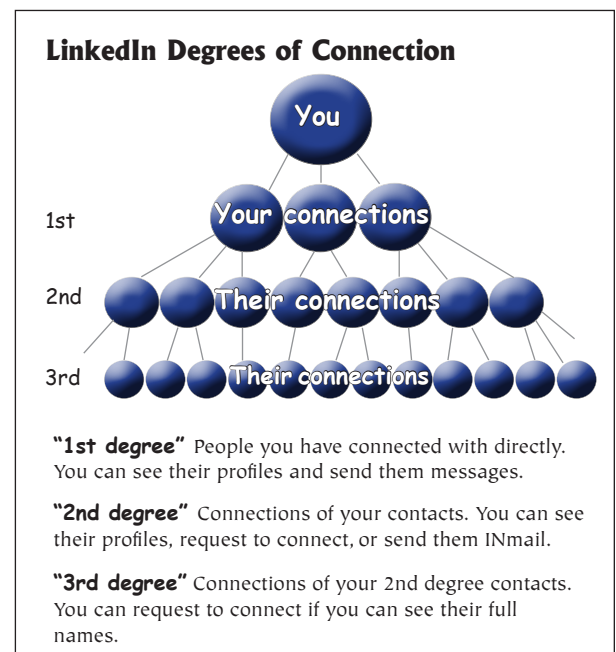 LinkedIn Degrees of Connection
You
1st
Your connections
2nd
Their connections
3rd
Their connections
"1st degree" People you have connected with directly.
You can see their profiles and send them messages.
"2nd degree" Connections of your contacts. You can see
their profiles, request to connect, or send them INmail.
"3rd degree" Connections of your 2nd degree contacts.
You can request to connect if you can see their full
names.